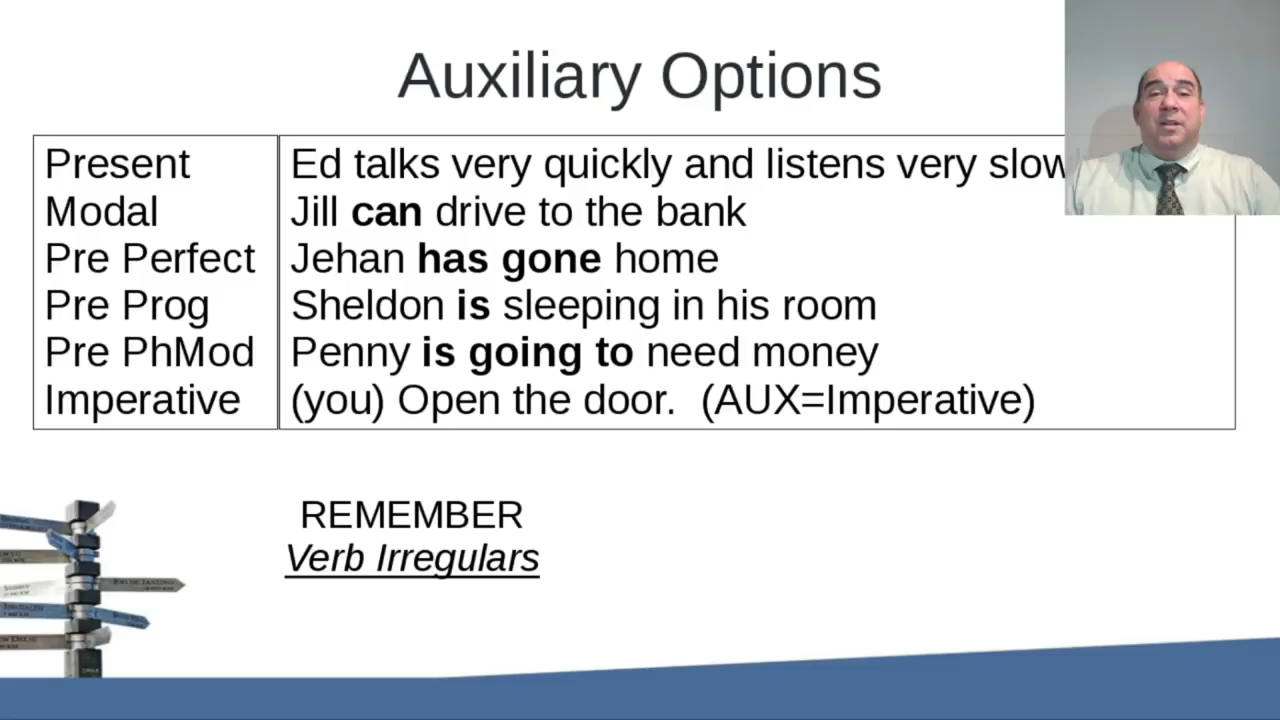 Auxiliary Options
Present
Ed talks very quickly and listens very slow
Modal
Jill can drive to the bank
Pre Perfect
Jehan has gone home
Pre Prog
Sheldon is sleeping in his room
Pre PhMod
Penny is going to need money
Imperative
(you) Open the door. (AUX=Imperative)
REMEMBER
Verb Irregulars